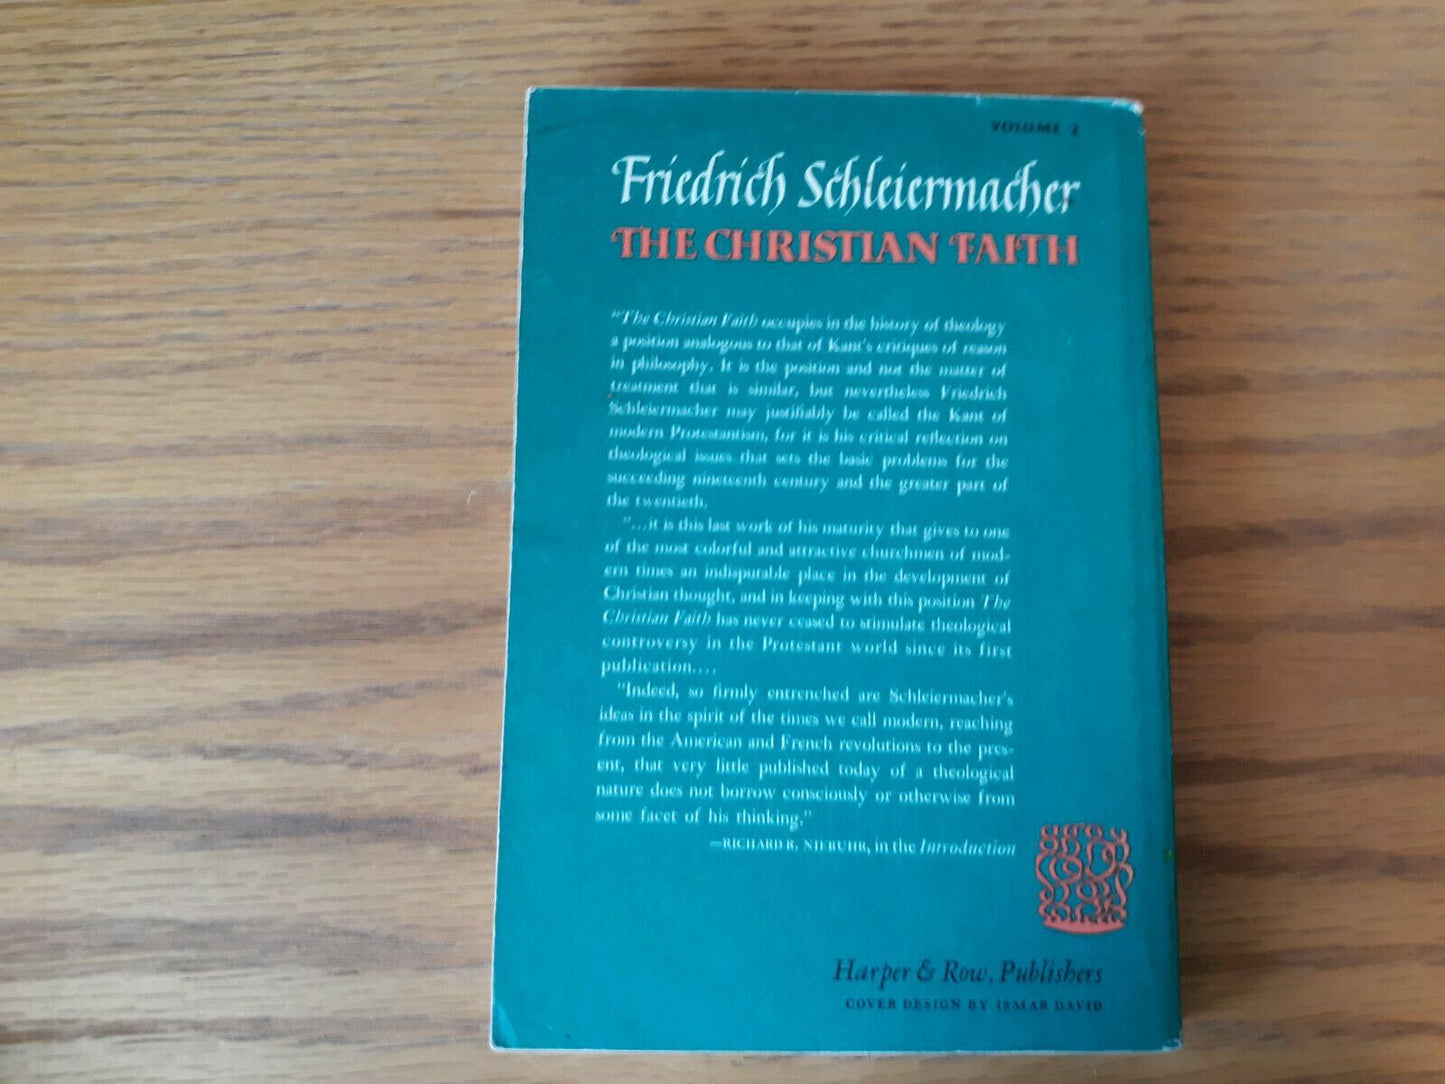 VOLUME 2
Friedrich Schleiermacher
THE CHRISTIAN FAITH
"The Christian Faith occupies in the history of theology
a position analogous to that of Kant's critiques of reason
in philosophy. It is the position and not the matter of
treatment that is similar, but nevertheless Friedrich
Schleiermacher may justifiably be called the Kant of
modern Protestantism, for it is his critical reflection on
theological issues that sets the basic problems for the
succeeding nineteenth century and the greater part of
the twentieth.
"...it is this last work of his maturity that gives to one
of the most colorful and attractive churchmen of mod-
ern times an indisputable place in the development of
Christian thought, and in keeping with this position The
Christian Faith has never ceased to stimulate theological
controversy in the Protestant world since its first
publication....
"Indeed, so firmly entrenched are Schleiermacher's
ideas in the spirit of the times we call modern, reaching
from the American and French revolutions to the pres-
ent, that very little published today of a theological
nature does not borrow consciously or otherwise from
some facet of his thinking."
—RICHARD R. NIEBUHR, in the Introduction
Harper & Row, Publishers
COVER DESIGN BY ISMAR DAVID